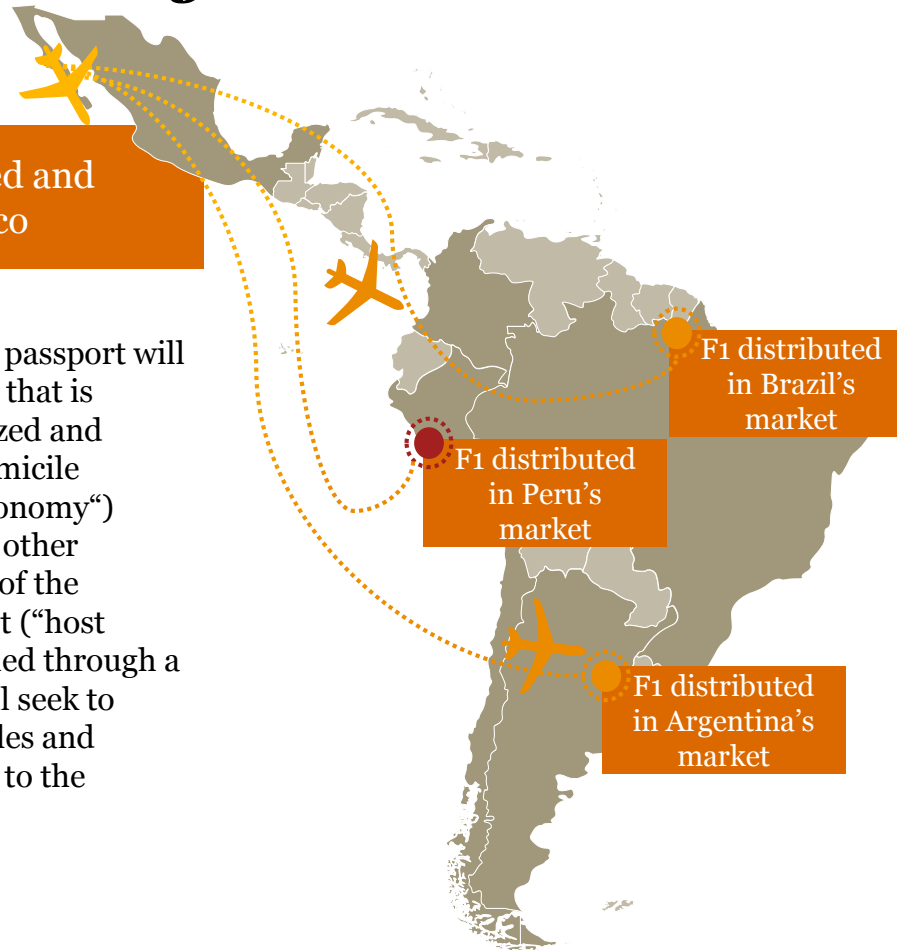 g
ed and
co
passport will
that is
zed and
micile
onomy“)
other
of the
t (“host
ned through a
l seek to
les and
to the
F1 distributed
in Brazil’s
market
F1 distributed
in Peru’s
market
F1 distributed
in Argentina’s
market